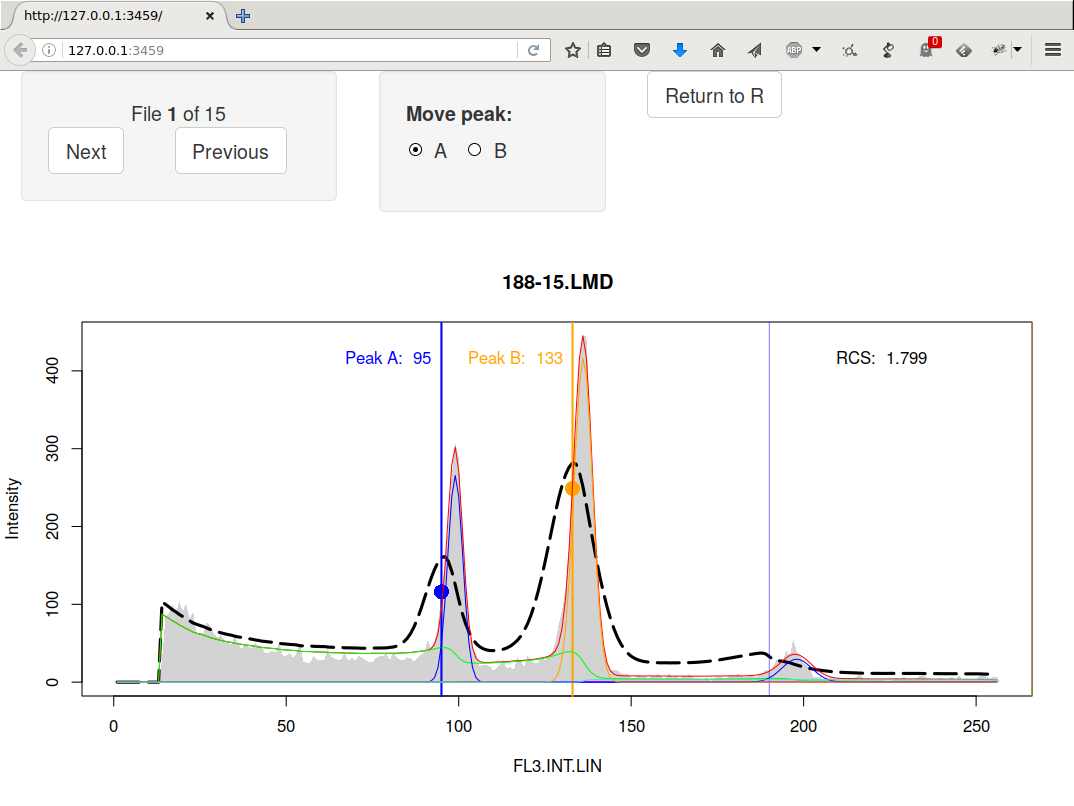 http://127.0.0.1:3459/
127.0.0.1:3459
ABP
0
File 1 of 15
Next Previous
Move peak:
A B
Return to R
188-15.LMD
Peak A: 95
Peak B: 133
RCS: 1.799
400
300
200
100
0
Intensity
0 50 100 150 200 250
FL3.INT.LIN